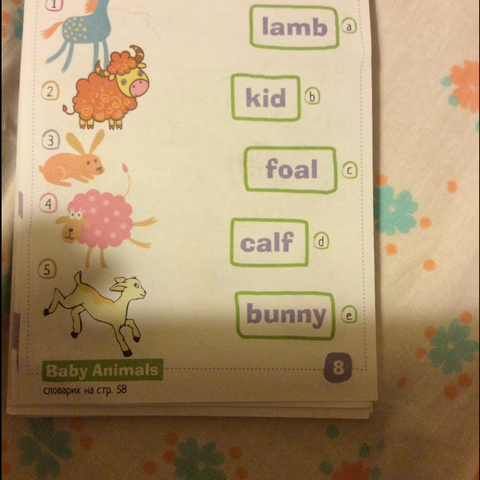 1
lamb a
2
kid b
3
foal c
4
calf d
5
bunny e
Baby Animals
8
словарик на стр. 58